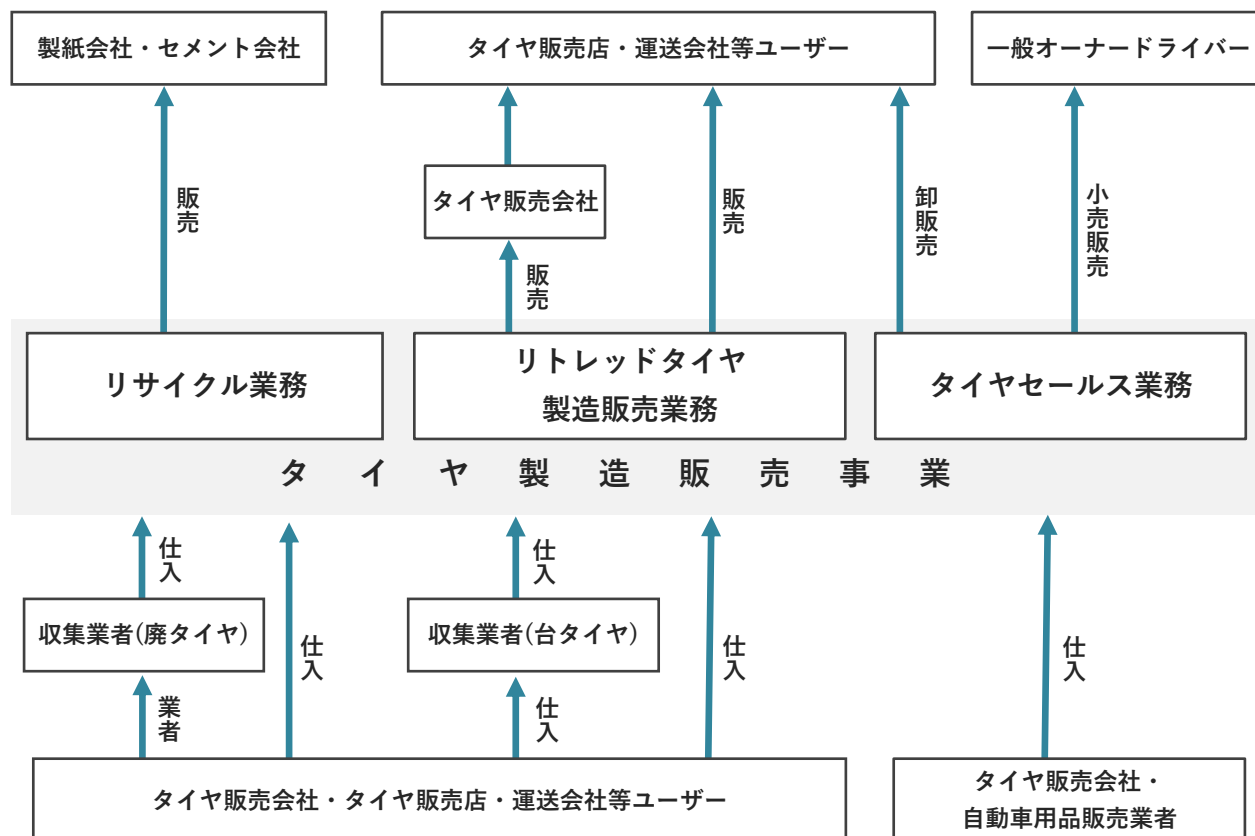 製紙会社・セメント会社
タイヤ販売店・運送会社等ユーザー
一般オーナードライバー
販売
タイヤ販売会社
販売
販売
卸販売
小売販売
リサイクル業務
リトレッドタイヤ
製造販売業務
タイヤセールス業務
タイヤ製造販売事業
仕入
仕入
収集業者(廃タイヤ)
仕入
収集業者(台タイヤ)
仕入
仕入
業者
仕入
タイヤ販売会社・タイヤ販売店・運送会社等ユーザー
タイヤ販売会社・
自動車用品販売業者